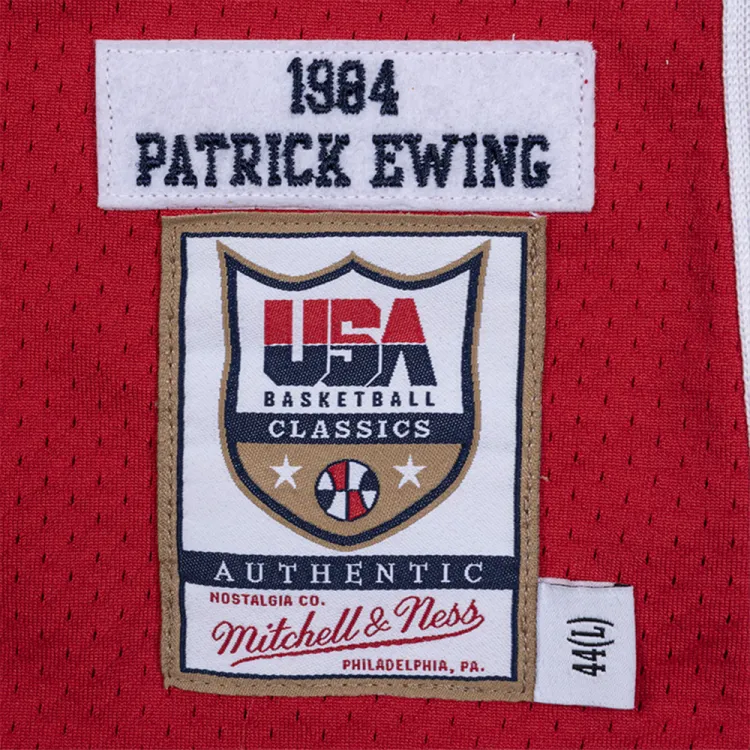 1984
PATRICK EWING
USA
BASKETBALL
CLASSICS
AUTHENTIC
NOSTALGIA CO.
Mitchell & Ness
PHILADELPHIA, PA.
44(L)